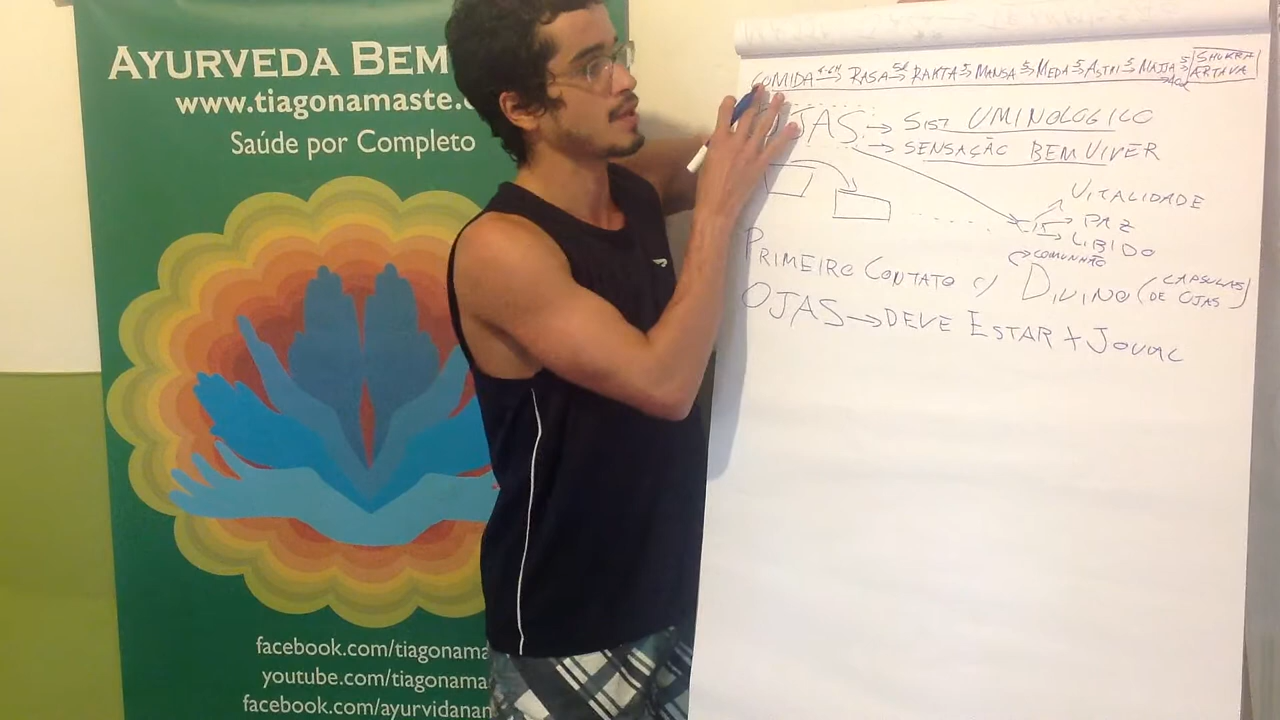 AYURVEDA BEM
www.tiagonamaste.
Saúde por Completo
facebook.com/tiagonama
youtube.com/tiagonamas
facebook.com/ayurvidanam
COMIDA → RASA → RAKTA → MANSA → MEDA → ASTHI → MAJJA → SHUKRA / ARTAVA
OJAS → SIST UMINOLOGICO
→ SENSAÇÃO BEM VIVER
VITALIDADE
PAZ
LIBIDO
COMUNHÃO
PRIMEIRO CONTATO c/ DIVINO (CAPSULAS DE OJAS)
OJAS → DEVE ESTAR + JOVIAL